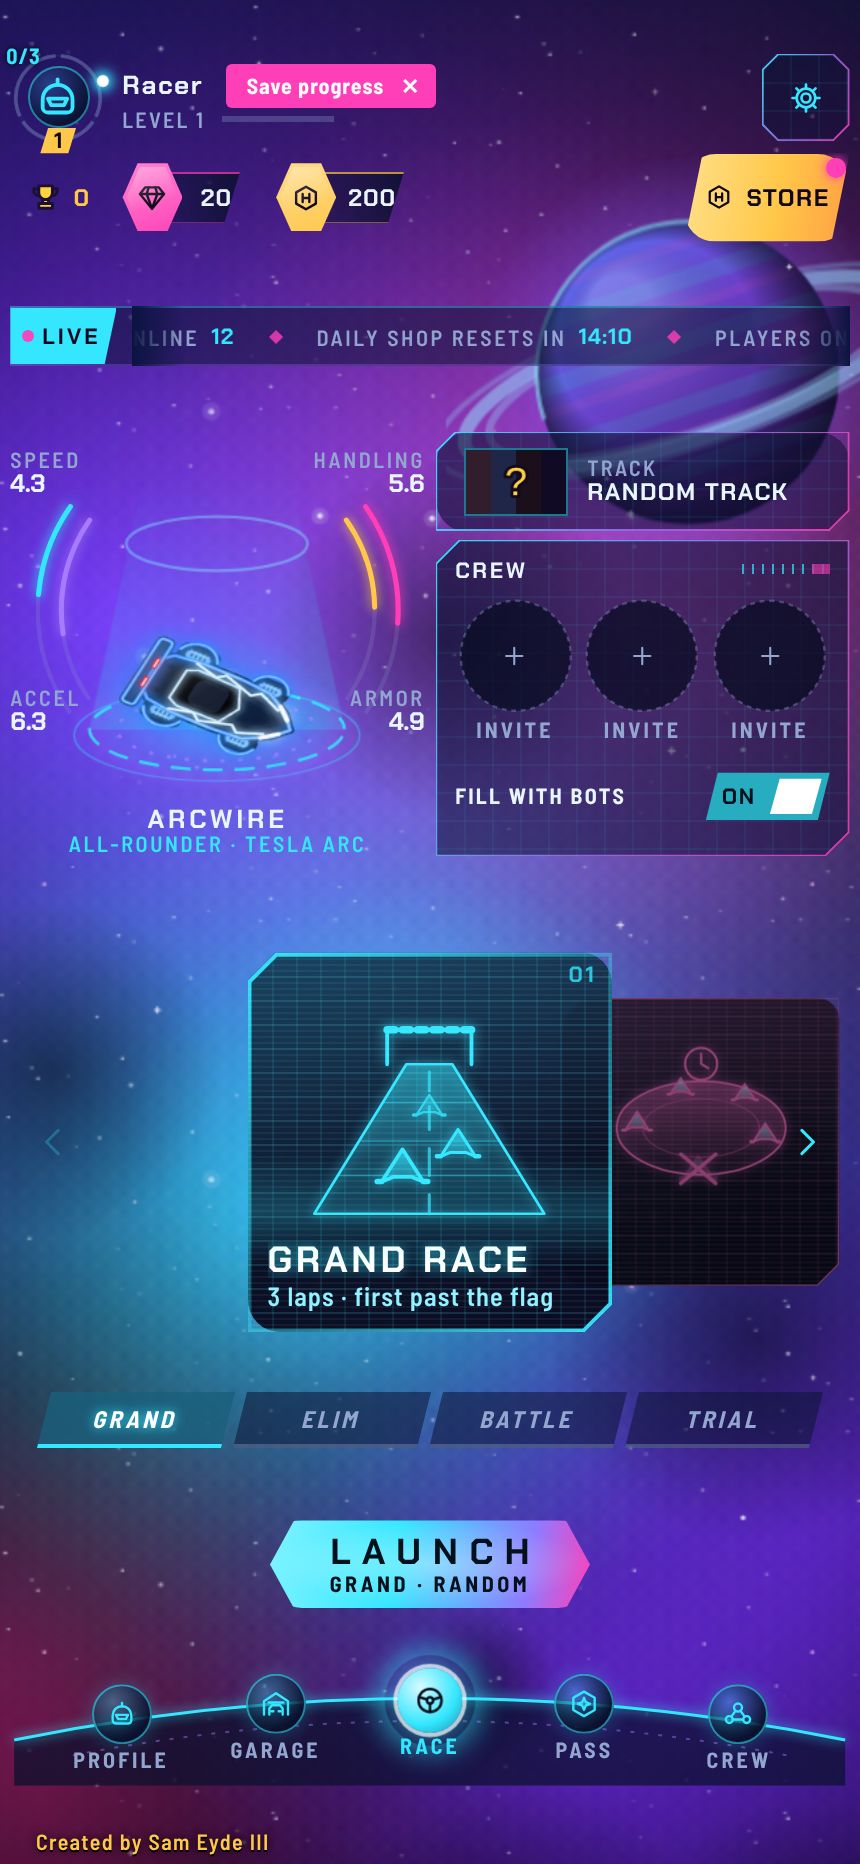 0/3
Racer
Save progress ✕
LEVEL 1
1
0
20
200
STORE
LIVE
NLINE 12 ◆ DAILY SHOP RESETS IN 14:10 ◆ PLAYERS ON
SPEED
4.3
HANDLING
5.6
TRACK
?
RANDOM TRACK
CREW
+ + +
INVITE INVITE INVITE
ACCEL
6.3
ARMOR
4.9
FILL WITH BOTS ON
ARCWIRE
ALL-ROUNDER · TESLA ARC
01
GRAND RACE
3 laps · first past the flag
GRAND ELIM BATTLE TRIAL
LAUNCH
GRAND · RANDOM
PROFILE GARAGE RACE PASS CREW
Created by Sam Eyde III